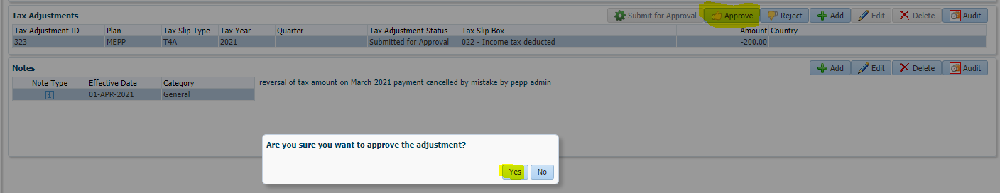 Tax Adjustments Submit for Approval Approve Reject Add Edit Delete Audit
Tax Adjustment ID Plan Tax Slip Type Tax Year Quarter Tax Adjustment Status Tax Slip Box Amount Country
323 MEPP T4A 2021 Submitted for Approval 022 - Income tax deducted -200.00
Notes Add Edit Delete Audit
Note Type Effective Date Category reversal of tax amount on March 2021 payment cancelled by mistake by pepp admin
01-APR-2021 General
Are you sure you want to approve the adjustment?
Yes No